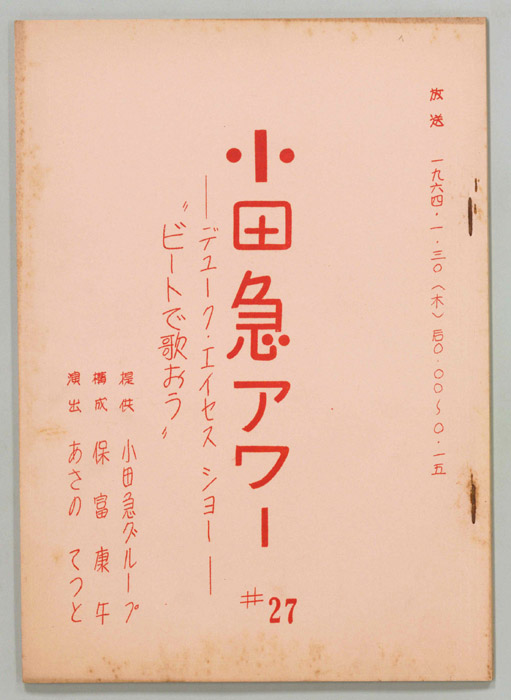 放送 一九六四・一・三〇（木）后〇・〇〇〜〇・一五
小田急アワー
#27
—デューク・エイセス ショー—
〝ビートで歌おう〟
提供 小田急グループ
構成 保富康午
演出 あさの てつと